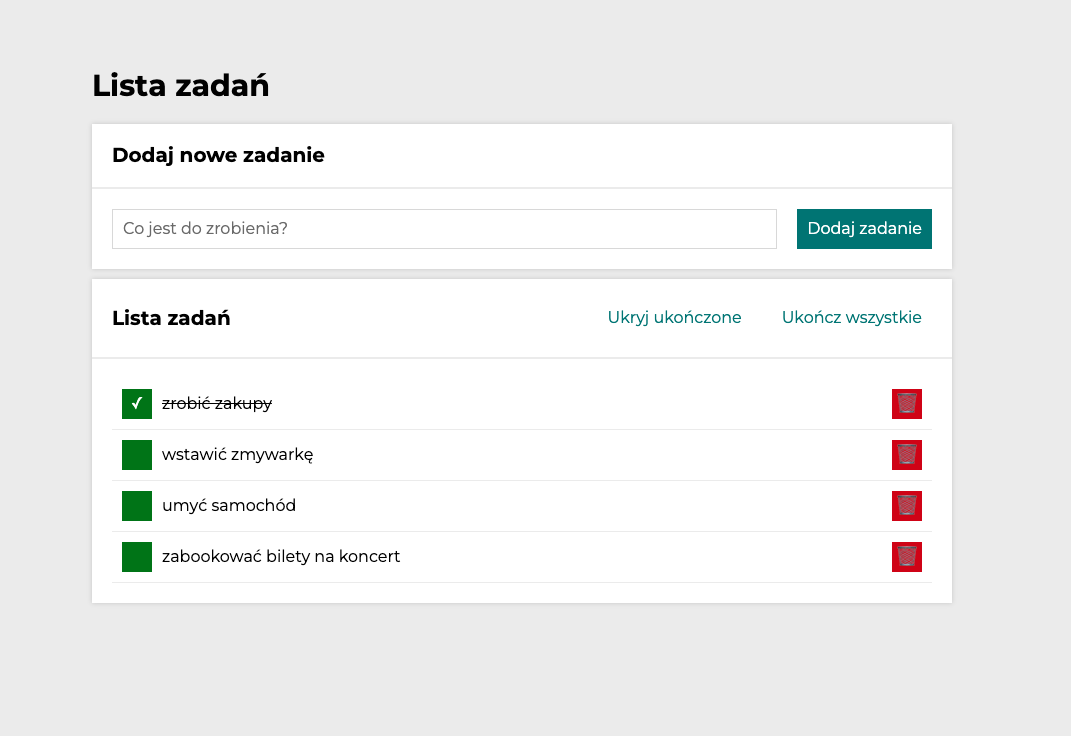 Lista zadań
Dodaj nowe zadanie
Co jest do zrobienia?
Dodaj zadanie
Lista zadań
Ukryj ukończone
Ukończ wszystkie
✓ zrobić zakupy
wstawić zmywarkę
umyć samochód
zabookować bilety na koncert